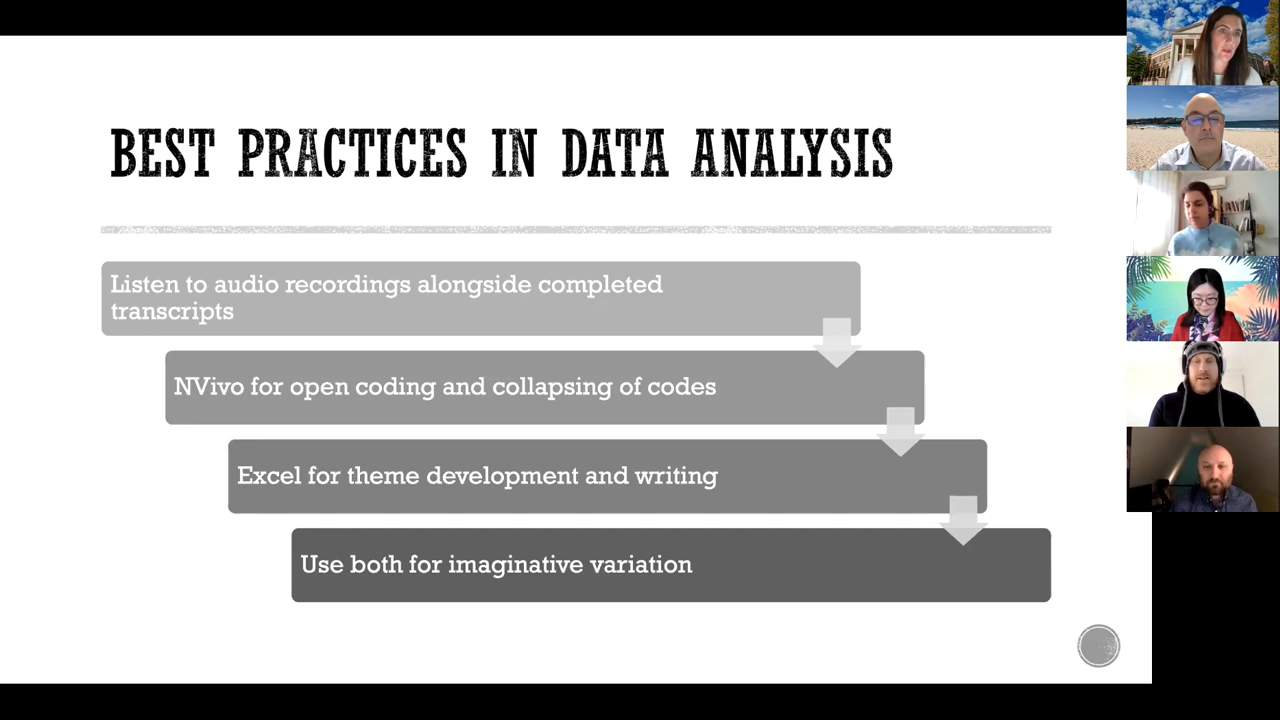 BEST PRACTICES IN DATA ANALYSIS
Listen to audio recordings alongside completed
transcripts
NVivo for open coding and collapsing of codes
Excel for theme development and writing
Use both for imaginative variation